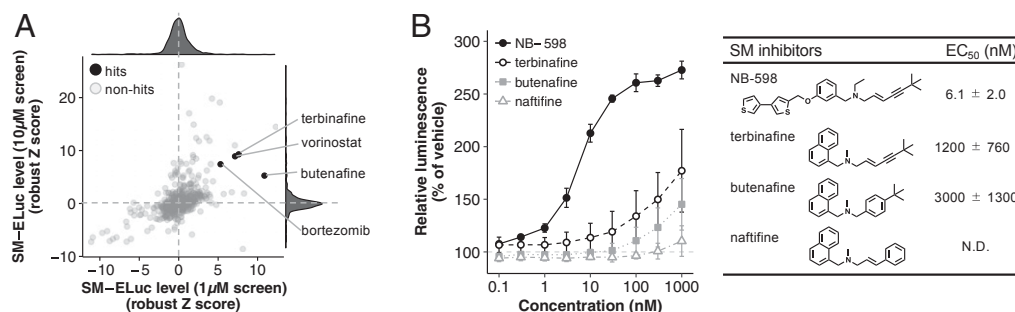 A
SM–ELuc level (10µM screen)
(robust Z score)
20
10
0
−10
hits
non-hits
terbinafine
vorinostat
butenafine
bortezomib
−10
−5
0
5
10
SM–ELuc level (1µM screen)
(robust Z score)
B
Relative luminescence
(% of vehicle)
300
250
200
150
100
NB–598
terbinafine
butenafine
naftifine
0.1
1
10
100
1000
Concentration (nM)
SM inhibitors EC50 (nM)
NB-598
S
S
O
N
6.1 ± 2.0
terbinafine
N
1200 ± 760
butenafine
N
3000 ± 1300
naftifine
N
N.D.